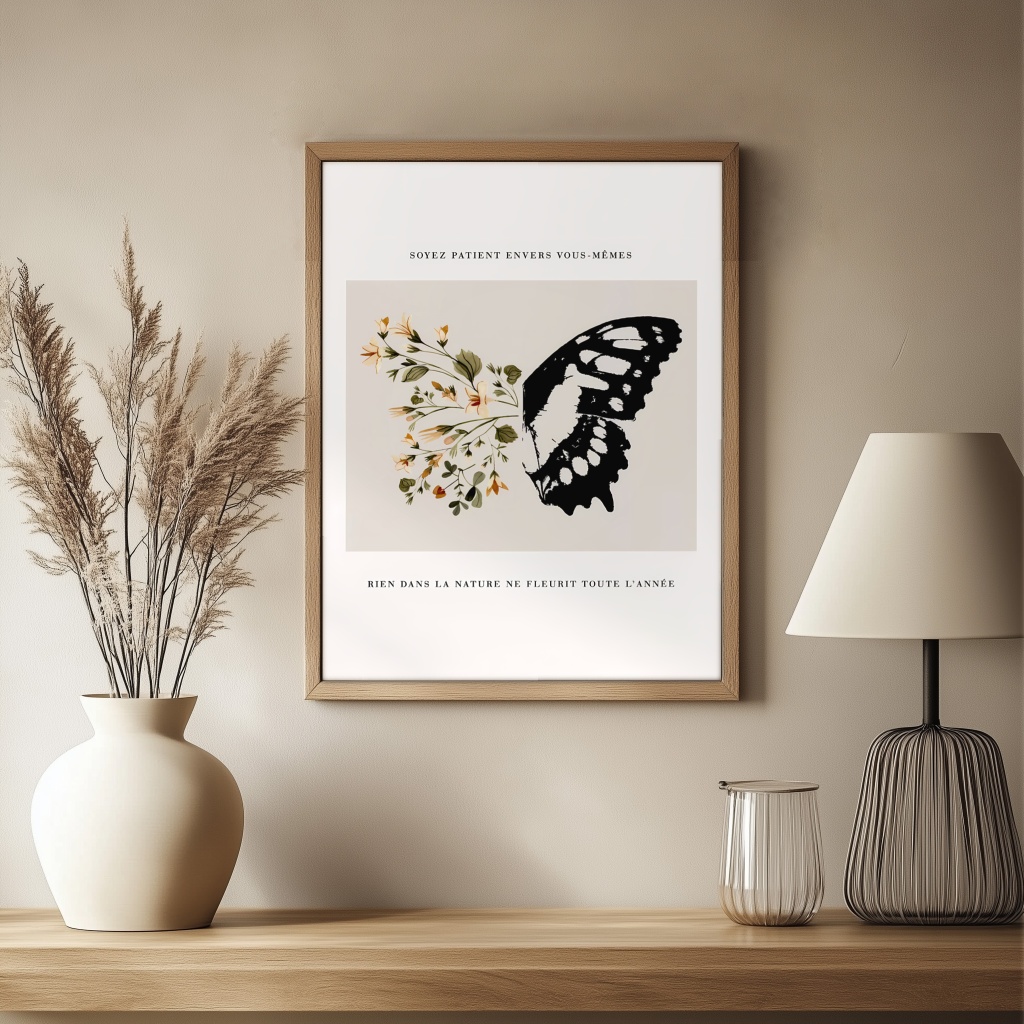 SOYEZ PATIENT ENVERS VOUS-MÊMES
RIEN DANS LA NATURE NE FLEURIT TOUTE L'ANNÉE